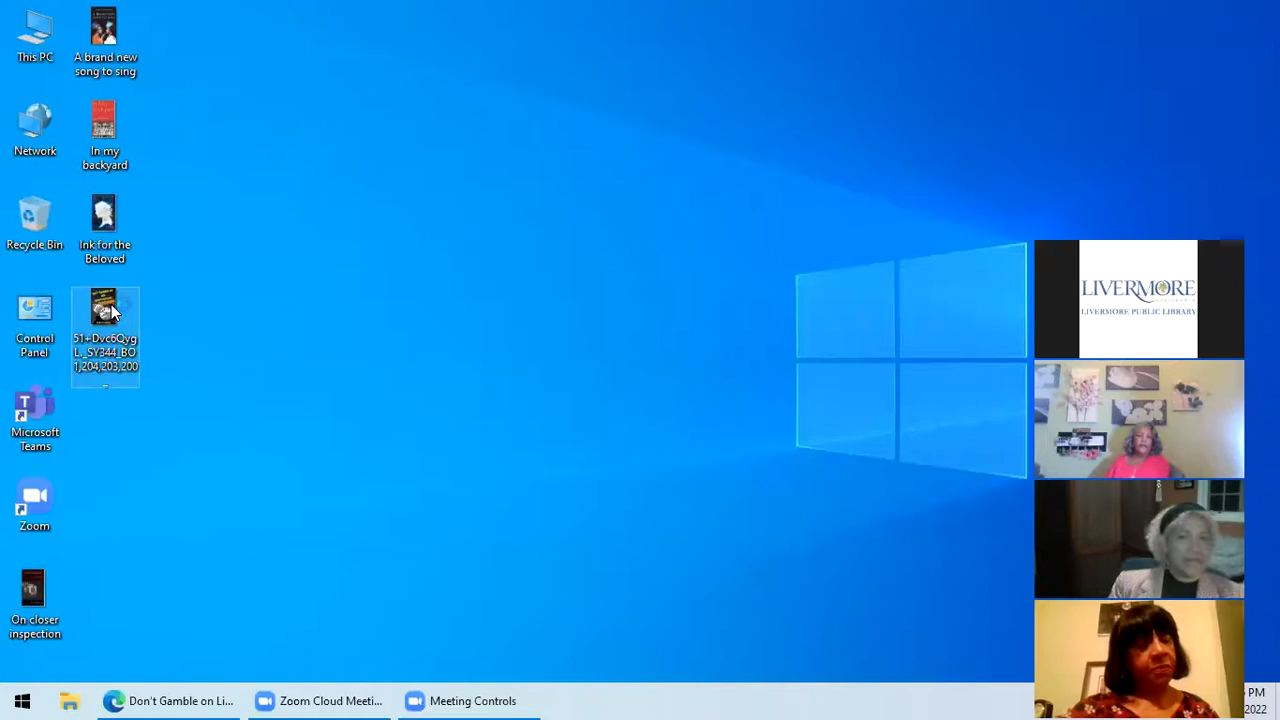 This PC
A brand new
song to sing
Network
In my
backyard
Recycle Bin
Ink for the
Beloved
Control
Panel
51+Dvc6Qyg
L._SY344_BO
1,204,203,200
_
Microsoft
Teams
Zoom
On closer
inspection
LIVERMORE
LIVERMORE PUBLIC LIBRARY
Don't Gamble on Li...
Zoom Cloud Meeti...
Meeting Controls
PM
2022